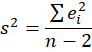 s² = ∑ eᵢ² / (n − 2)